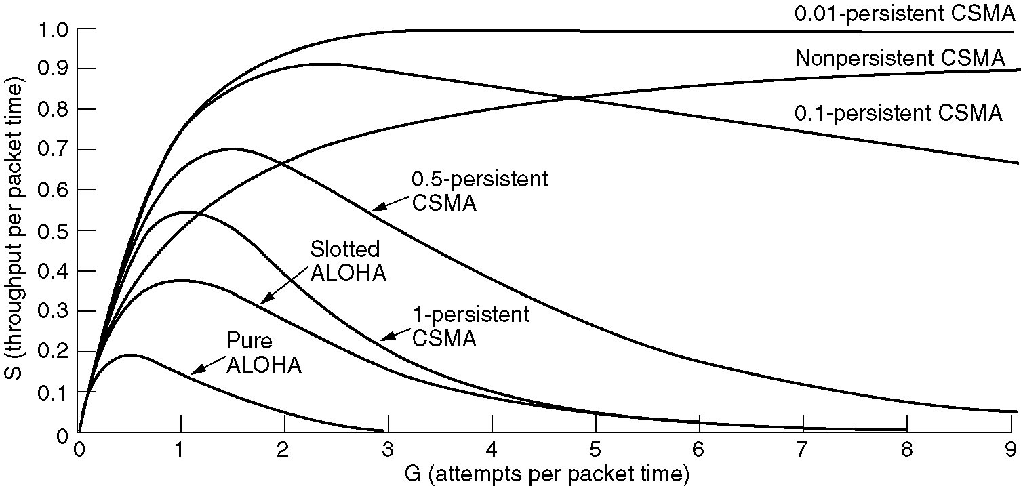 0.01-persistent CSMA
Nonpersistent CSMA
0.1-persistent CSMA
0.5-persistent
CSMA
Slotted
ALOHA
1-persistent
CSMA
Pure
ALOHA
S (throughput per packet time)
1.0
0.9
0.8
0.7
0.6
0.5
0.4
0.3
0.2
0.1
0
0 1 2 3 4 5 6 7 8 9
G (attempts per packet time)